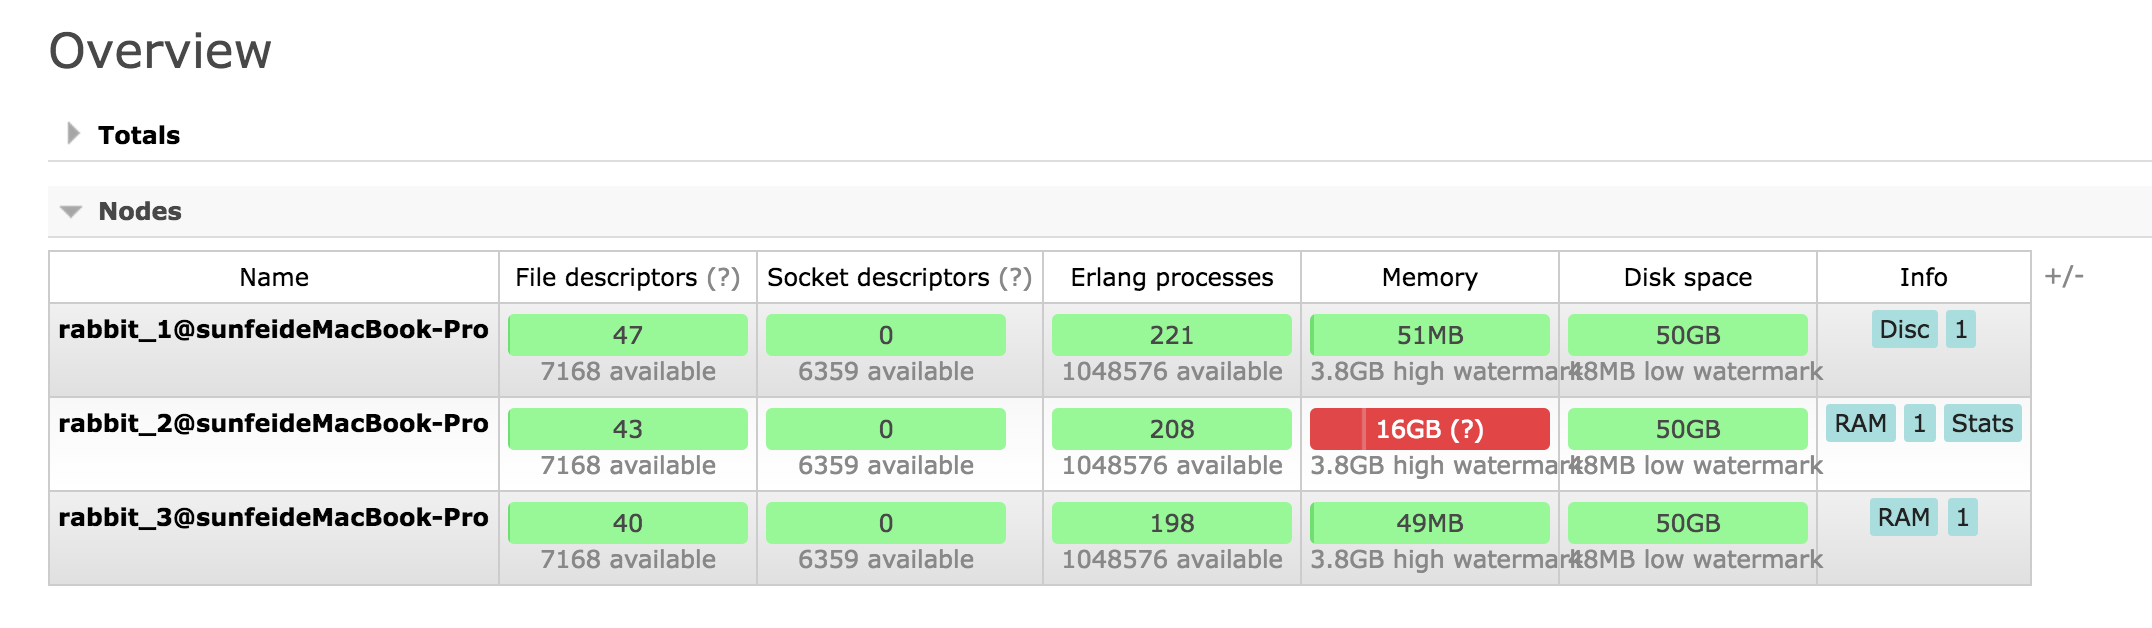 Overview
Totals
Nodes
Name File descriptors (?) Socket descriptors (?) Erlang processes Memory Disk space Info +/-
rabbit_1@sunfeideMacBook-Pro 47 0 221 51MB 50GB Disc 1
7168 available 6359 available 1048576 available 3.8GB high watermark 48MB low watermark
rabbit_2@sunfeideMacBook-Pro 43 0 208 16GB (?) 50GB RAM 1 Stats
7168 available 6359 available 1048576 available 3.8GB high watermark 48MB low watermark
rabbit_3@sunfeideMacBook-Pro 40 0 198 49MB 50GB RAM 1
7168 available 6359 available 1048576 available 3.8GB high watermark 48MB low watermark